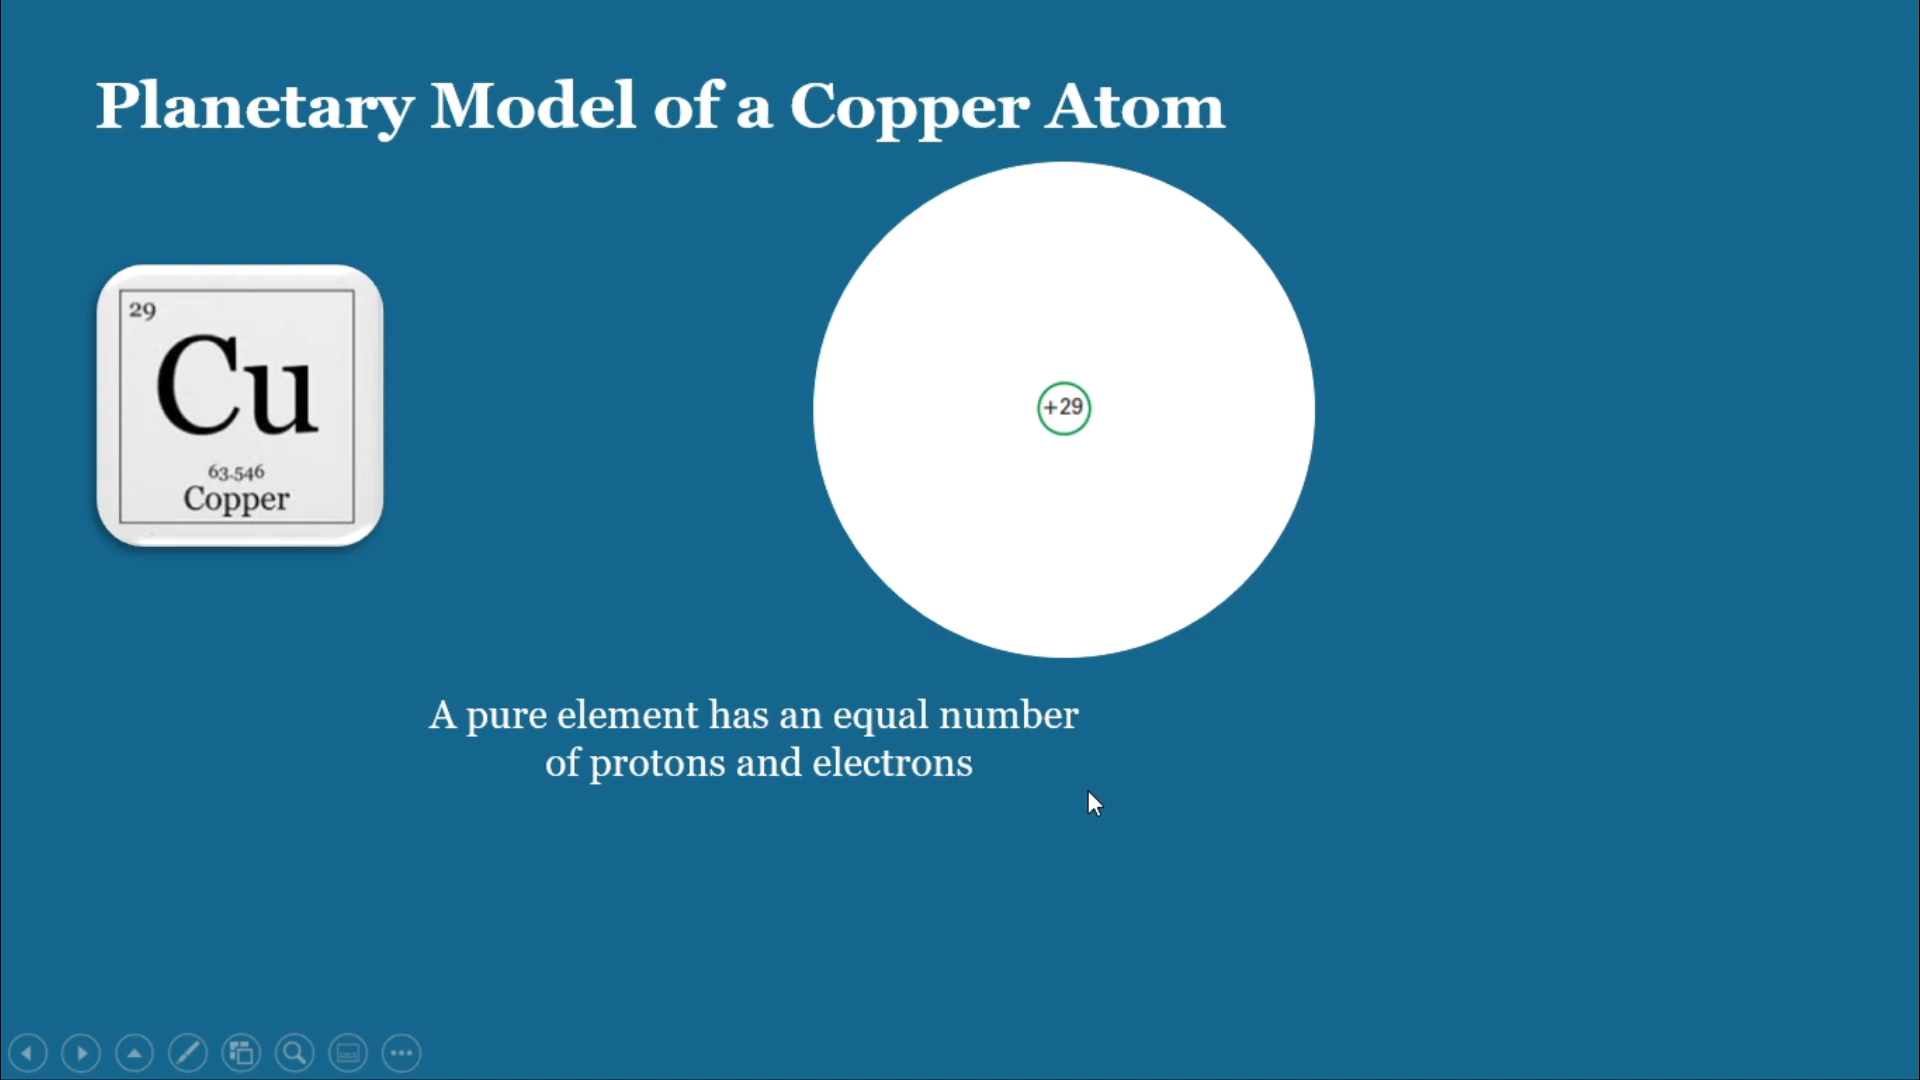 Planetary Model of a Copper Atom
29
Cu
63.546
Copper
+29
A pure element has an equal number
of protons and electrons